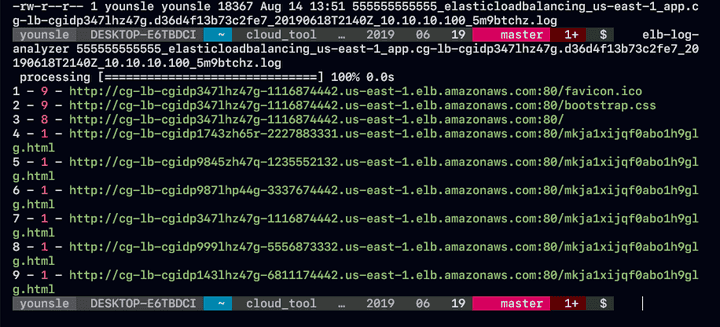 -rw-r--r-- 1 younsle younsle 18367 Aug 14 13:51 555555555555_elasticloadbalancing_us-east-1_app.c
g-lb-cgidp347lhz47g.d36d4f13b73c2fe7_20190618T2140Z_10.10.10.100_5m9btchz.log
younsle DESKTOP-E6TBDCI ~ cloud_tool … 2019 06 19 master 1+ $ elb-log-
analyzer 555555555555_elasticloadbalancing_us-east-1_app.cg-lb-cgidp347lhz47g.d36d4f13b73c2fe7_20
190618T2140Z_10.10.10.100_5m9btchz.log
processing [==============================] 100% 0.0s
1 - 9 - http://cg-lb-cgidp347lhz47g-1116874442.us-east-1.elb.amazonaws.com:80/favicon.ico
2 - 9 - http://cg-lb-cgidp347lhz47g-1116874442.us-east-1.elb.amazonaws.com:80/bootstrap.css
3 - 8 - http://cg-lb-cgidp347lhz47g-1116874442.us-east-1.elb.amazonaws.com:80/
4 - 1 - http://cg-lb-cgidp1743zh65r-2227883331.us-east-1.elb.amazonaws.com:80/mkja1xijqf0abo1h9gl
g.html
5 - 1 - http://cg-lb-cgidp9845zh47q-1235552132.us-east-1.elb.amazonaws.com:80/mkja1xijqf0abo1h9gl
g.html
6 - 1 - http://cg-lb-cgidp987lhp44g-3337674442.us-east-1.elb.amazonaws.com:80/mkja1xijqf0abo1h9gl
g.html
7 - 1 - http://cg-lb-cgidp347lhz47g-1116874442.us-east-1.elb.amazonaws.com:80/mkja1xijqf0abo1h9gl
g.html
8 - 1 - http://cg-lb-cgidp999lhz47g-5556873332.us-east-1.elb.amazonaws.com:80/mkja1xijqf0abo1h9gl
g.html
9 - 1 - http://cg-lb-cgidp143lhz47g-6811174442.us-east-1.elb.amazonaws.com:80/mkja1xijqf0abo1h9gl
g.html
younsle DESKTOP-E6TBDCI ~ cloud_tool … 2019 06 19 master 1+ $